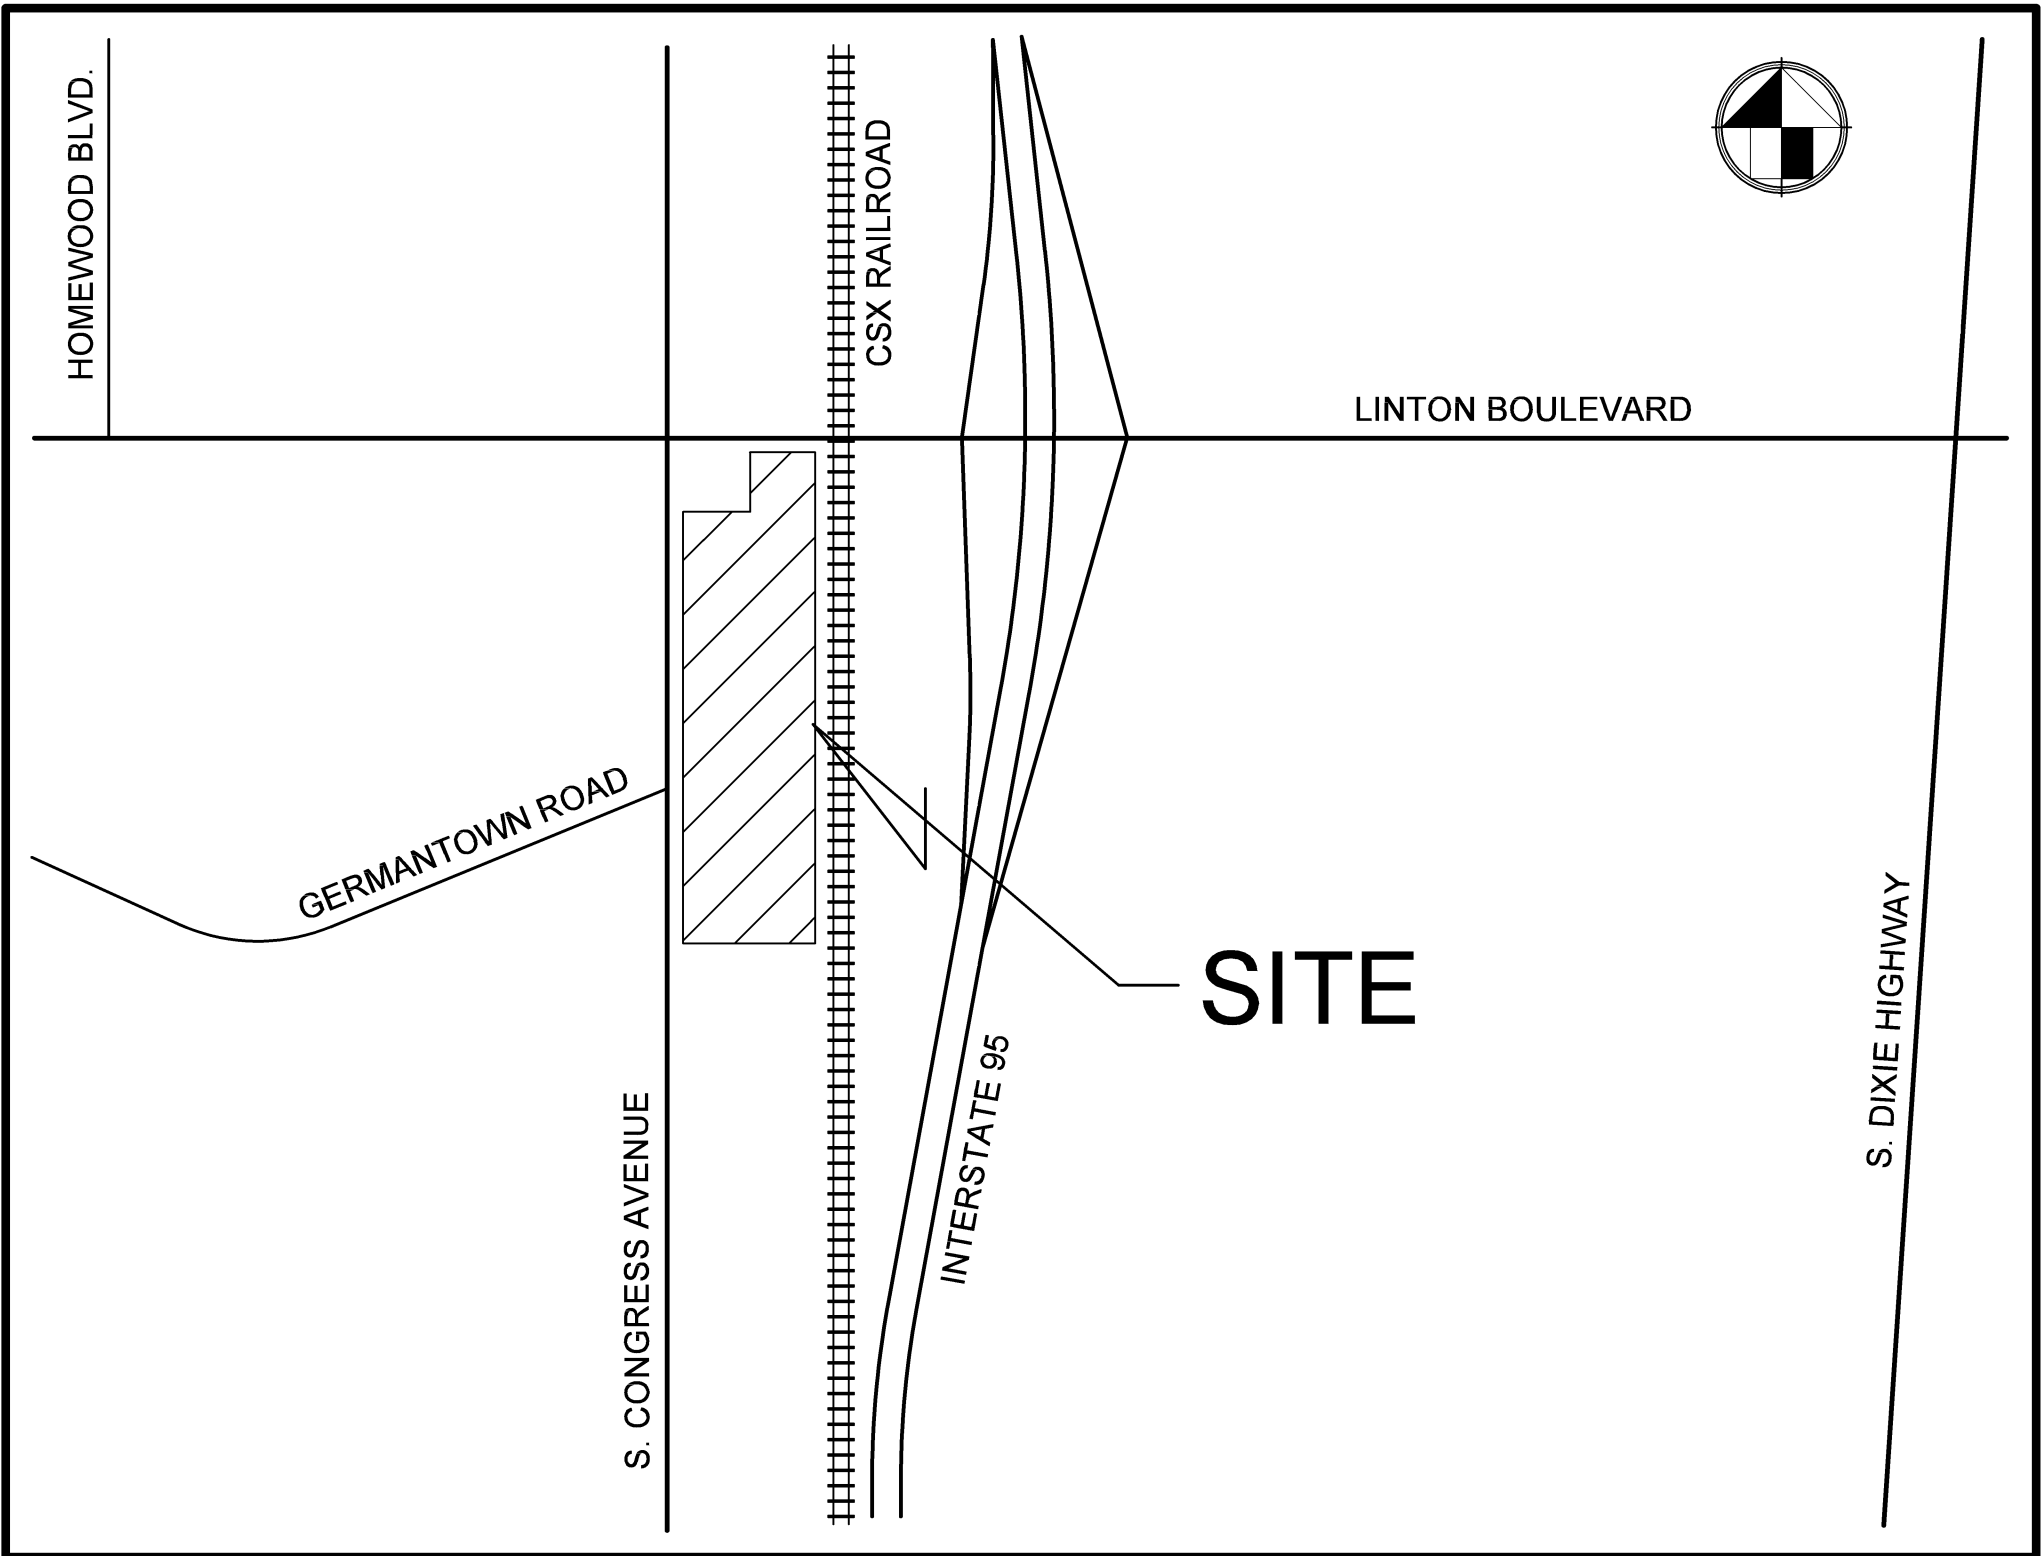 HOMEWOOD BLVD.
CSX RAILROAD
LINTON BOULEVARD
GERMANTOWN ROAD
SITE
S. DIXIE HIGHWAY
INTERSTATE 95
S. CONGRESS AVENUE